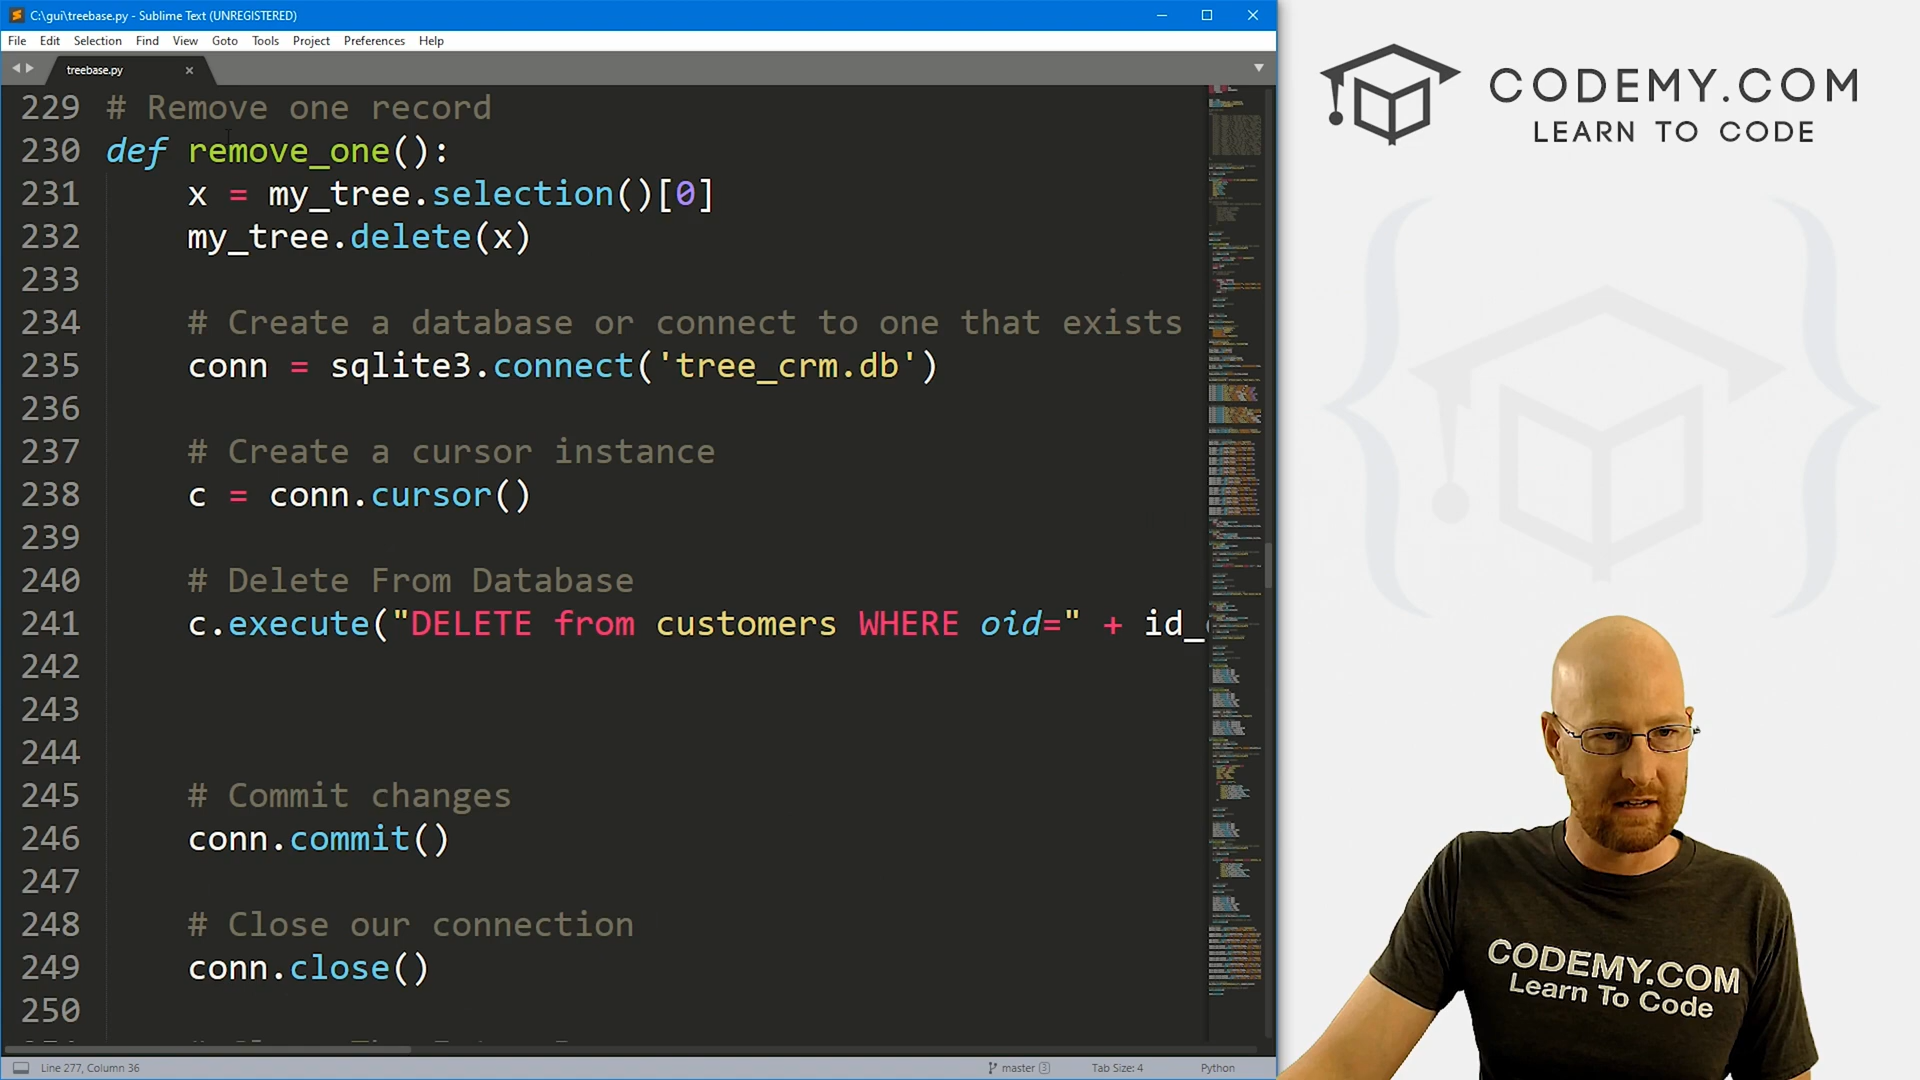 C:\gui\treebase.py - Sublime Text (UNREGISTERED)
File Edit Selection Find View Goto Tools Project Preferences Help
treebase.py
229 # Remove one record
230 def remove_one():
231 x = my_tree.selection()[0]
232 my_tree.delete(x)
233
234 # Create a database or connect to one that exists
235 conn = sqlite3.connect('tree_crm.db')
236
237 # Create a cursor instance
238 c = conn.cursor()
239
240 # Delete From Database
241 c.execute("DELETE from customers WHERE oid=" + id_
242
243
244
245 # Commit changes
246 conn.commit()
247
248 # Close our connection
249 conn.close()
250
Line 277, Column 36
master 3
Tab Size: 4
Python
CODEMY.COM
LEARN TO CODE
CODEMY.COM
Learn To Code